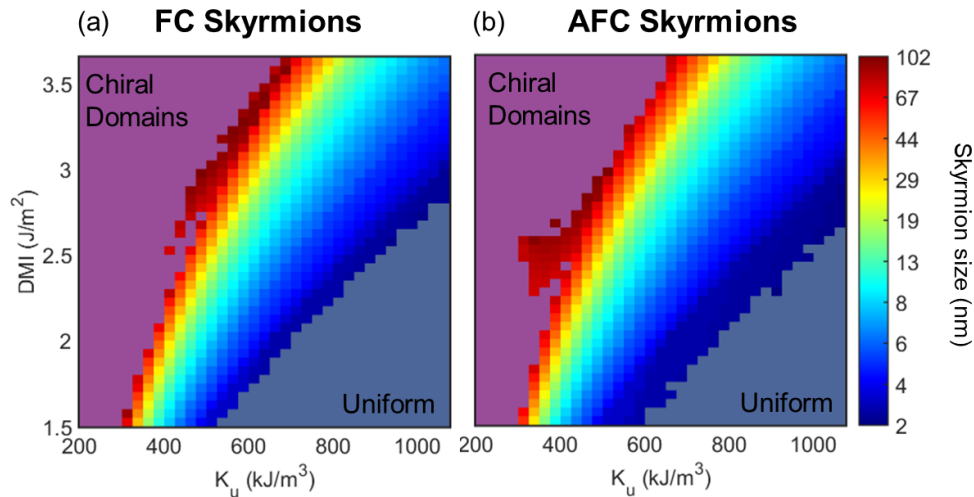 (a) FC Skyrmions
(b) AFC Skyrmions
Chiral
Domains
Uniform
3.5
3
2.5
2
1.5
DMI (J/m²)
200 400 600 800 1000
K_u (kJ/m³)
Chiral
Domains
Uniform
200 400 600 800 1000
K_u (kJ/m³)
102
67
44
29
19
13
8
6
4
2
Skyrmion size (nm)